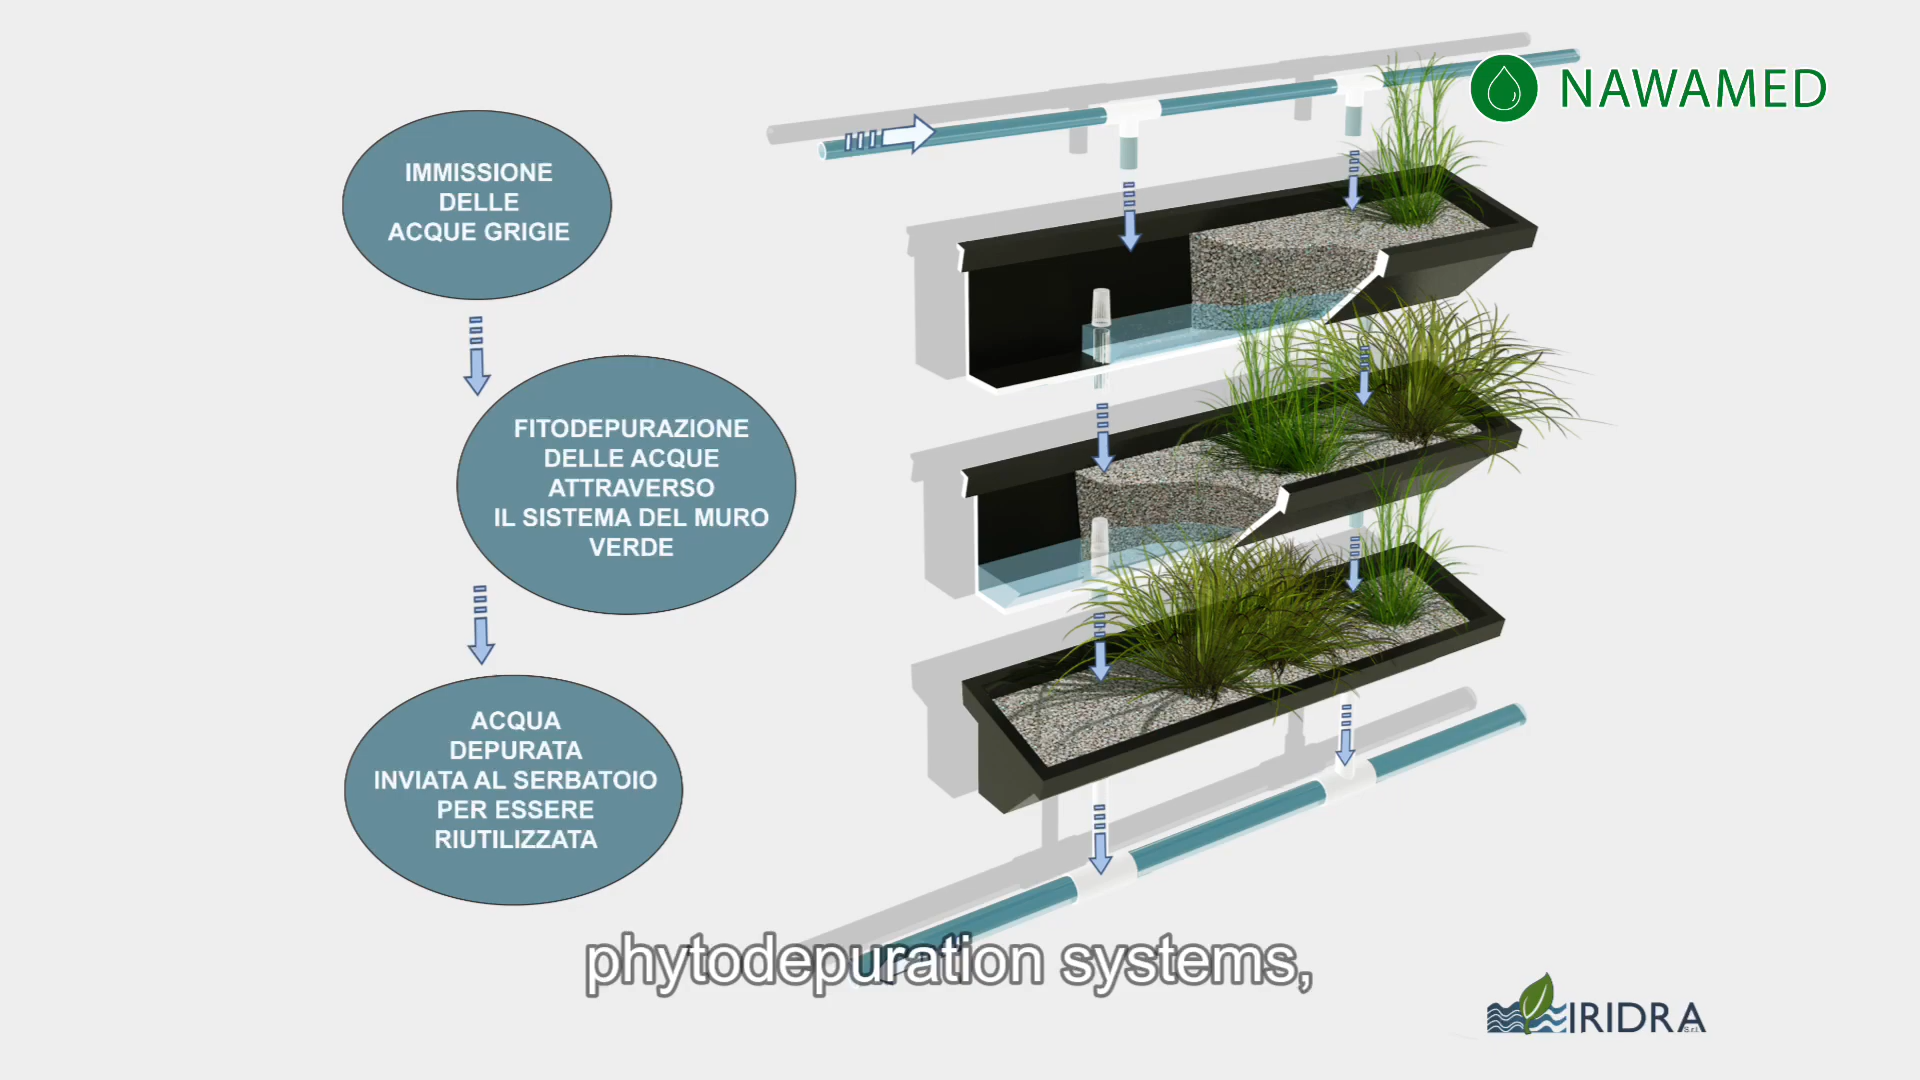 NAWAMED
IMMISSIONE
DELLE
ACQUE GRIGIE
FITODEPURAZIONE
DELLE ACQUE
ATTRAVERSO
IL SISTEMA DEL MURO
VERDE
ACQUA
DEPURATA
INVIATA AL SERBATOIO
PER ESSERE
RIUTILIZZATA
phytodepuration systems,
IRIDRA
S.r.l.